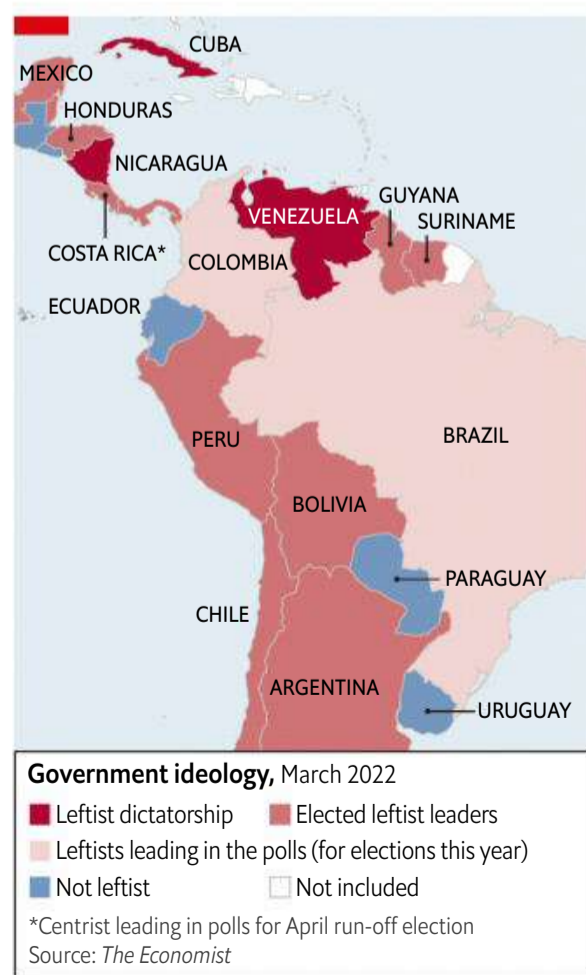 CUBA
MEXICO
HONDURAS
NICARAGUA
GUYANA
VENEZUELA
SURINAME
COSTA RICA*
COLOMBIA
ECUADOR
PERU
BRAZIL
BOLIVIA
PARAGUAY
CHILE
ARGENTINA
URUGUAY
Government ideology, March 2022
Leftist dictatorship Elected leftist leaders
Leftists leading in the polls (for elections this year)
Not leftist Not included
*Centrist leading in polls for April run-off election
Source: The Economist